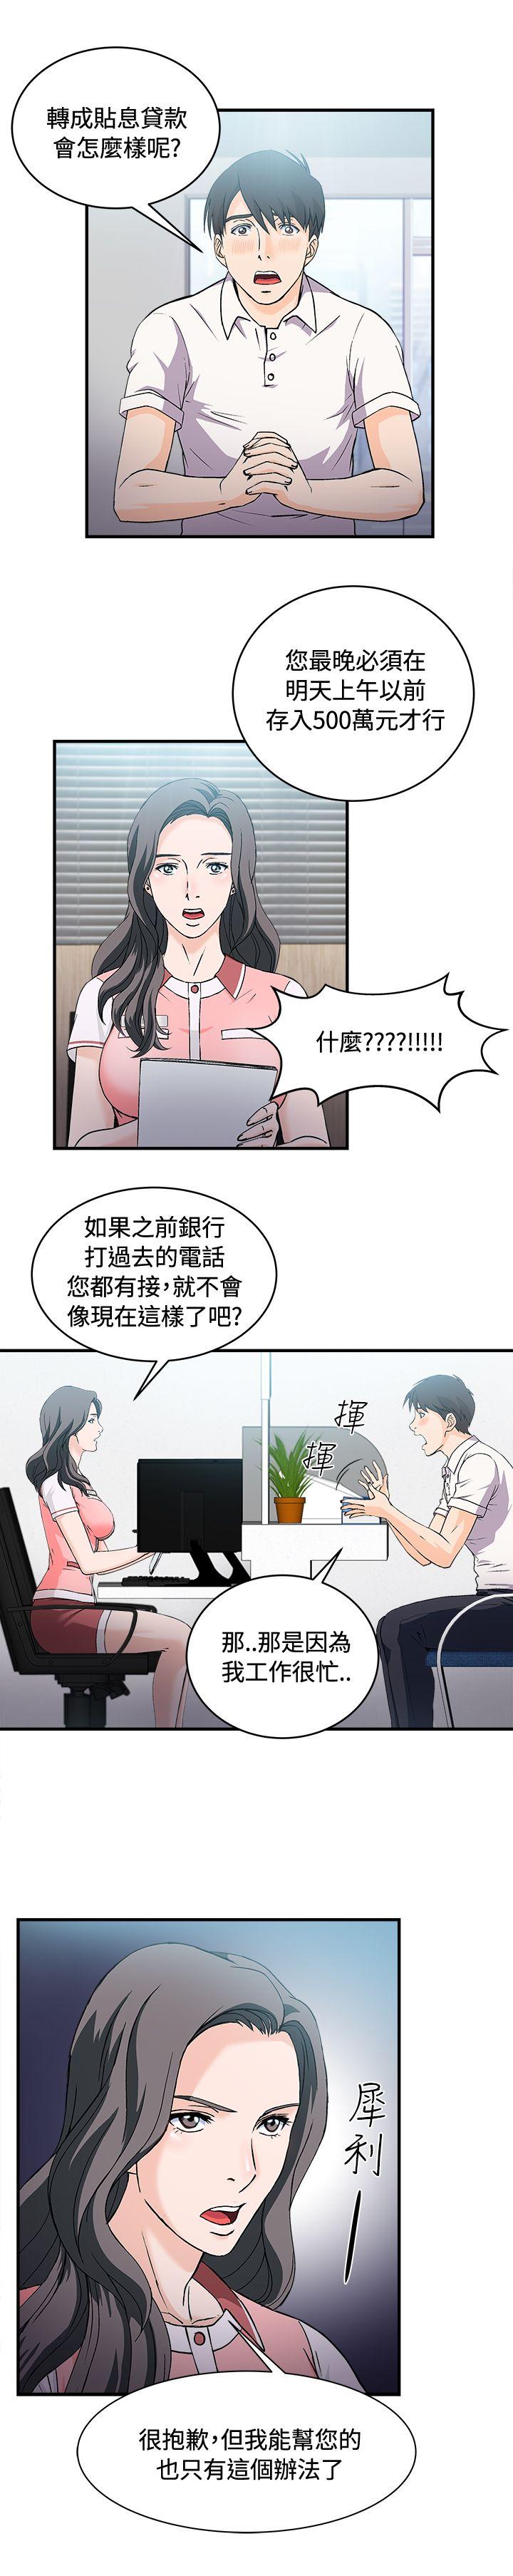 轉成貼息貸款
會怎麼樣呢?
您最晚必須在
明天上午以前
存入500萬元才行
什麼????!!!!!
如果之前銀行
打過去的電話
您都有接,就不會
像現在這樣了吧?
揮
揮
那..那是因為
我工作很忙..
犀
利
很抱歉,但我能幫您的
也只有這個辦法了